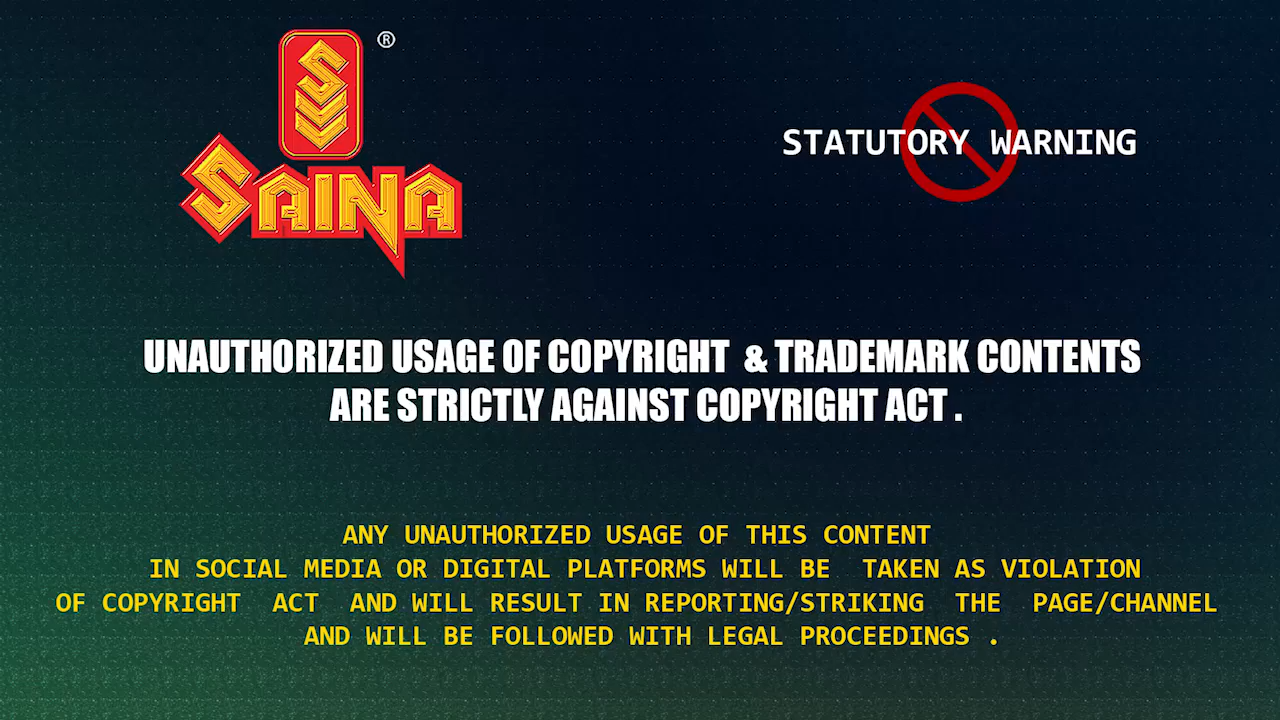 ®
SAINA
STATUTORY WARNING
UNAUTHORIZED USAGE OF COPYRIGHT & TRADEMARK CONTENTS
ARE STRICTLY AGAINST COPYRIGHT ACT .
ANY UNAUTHORIZED USAGE OF THIS CONTENT
IN SOCIAL MEDIA OR DIGITAL PLATFORMS WILL BE TAKEN AS VIOLATION
OF COPYRIGHT ACT AND WILL RESULT IN REPORTING/STRIKING THE PAGE/CHANNEL
AND WILL BE FOLLOWED WITH LEGAL PROCEEDINGS .